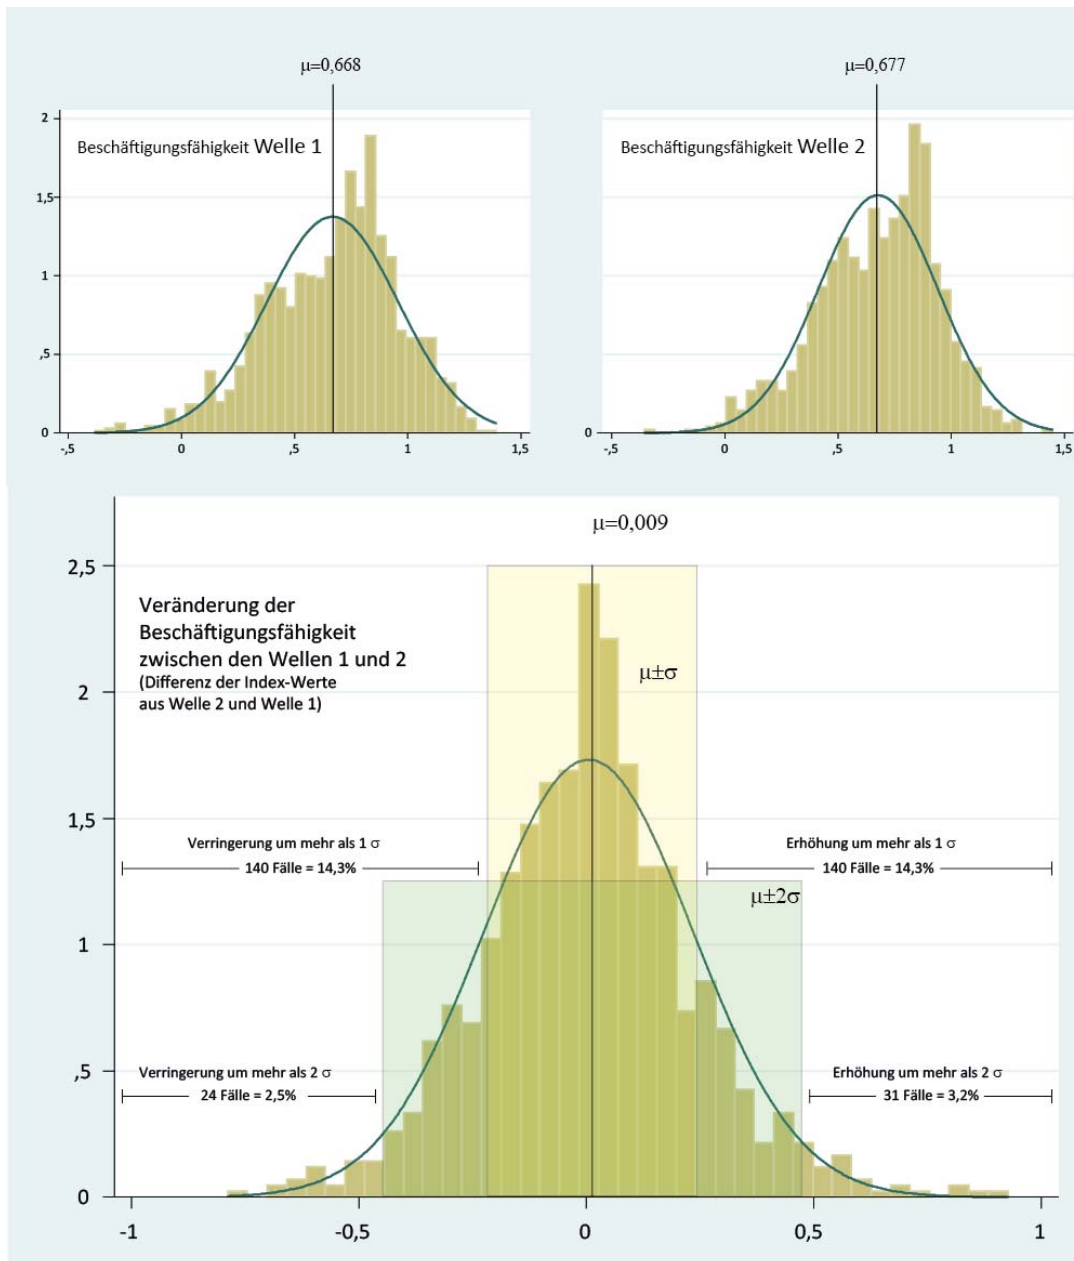 μ=0,668
μ=0,677
Beschäftigungsfähigkeit Welle 1
2
1,5
1
,5
0
-,5
0
,5
1
1,5
Beschäftigungsfähigkeit Welle 2
0
-,5
0
,5
1
1,5
μ=0,009
Veränderung der
Beschäftigungsfähigkeit
zwischen den Wellen 1 und 2
(Differenz der Index-Werte
aus Welle 2 und Welle 1)
μ±σ
Verringerung um mehr als 1 σ
140 Fälle = 14,3%
Erhöhung um mehr als 1 σ
140 Fälle = 14,3%
μ±2σ
Verringerung um mehr als 2 σ
24 Fälle = 2,5%
Erhöhung um mehr als 2 σ
31 Fälle = 3,2%
2,5
2
1,5
1
,5
0
-1
-0,5
0
0,5
1